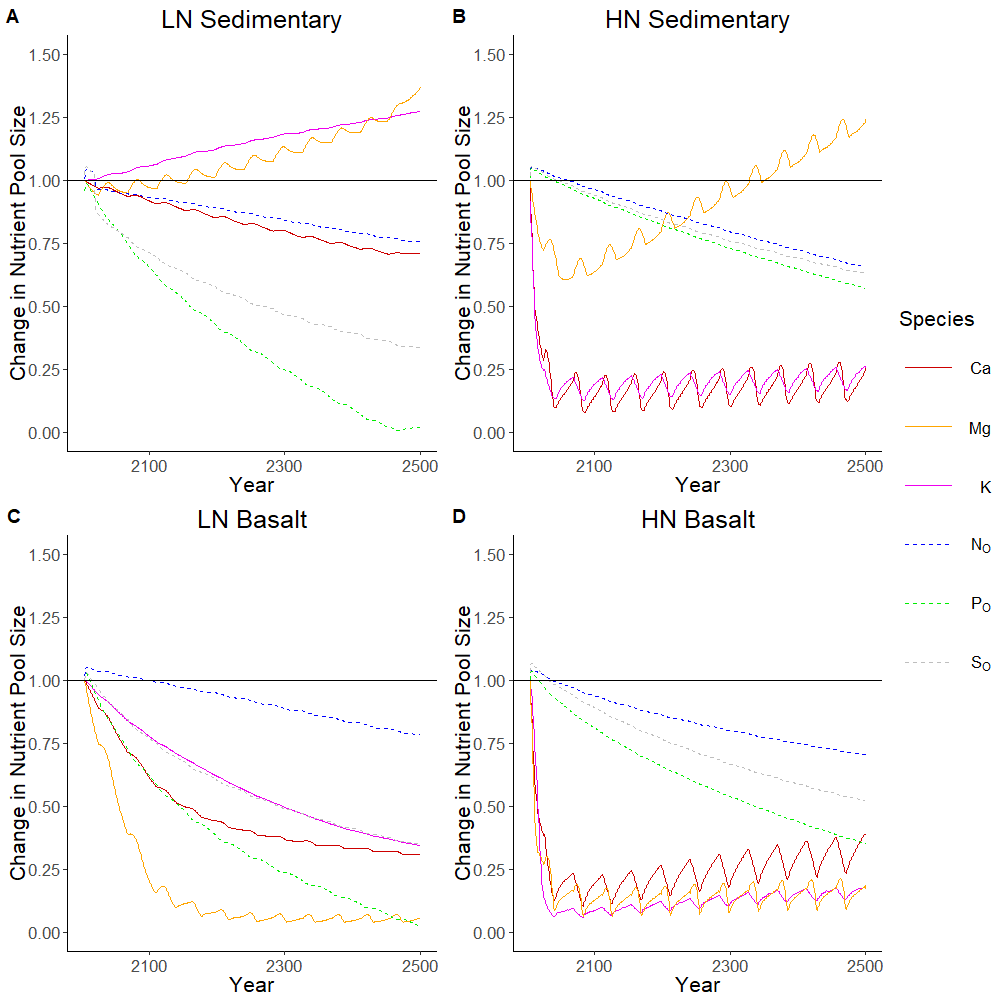 A LN Sedimentary
B HN Sedimentary
Change in Nutrient Pool Size
1.50
1.25
1.00
0.75
0.50
0.25
0.00
2100 2300 2500
Year
Change in Nutrient Pool Size
1.50
1.25
1.00
0.75
0.50
0.25
0.00
2100 2300 2500
Year
C LN Basalt
Change in Nutrient Pool Size
1.50
1.25
1.00
0.75
0.50
0.25
0.00
2100 2300 2500
Year
D HN Basalt
Change in Nutrient Pool Size
1.50
1.25
1.00
0.75
0.50
0.25
0.00
2100 2300 2500
Year
Species
Ca
Mg
K
N_O
P_O
S_O